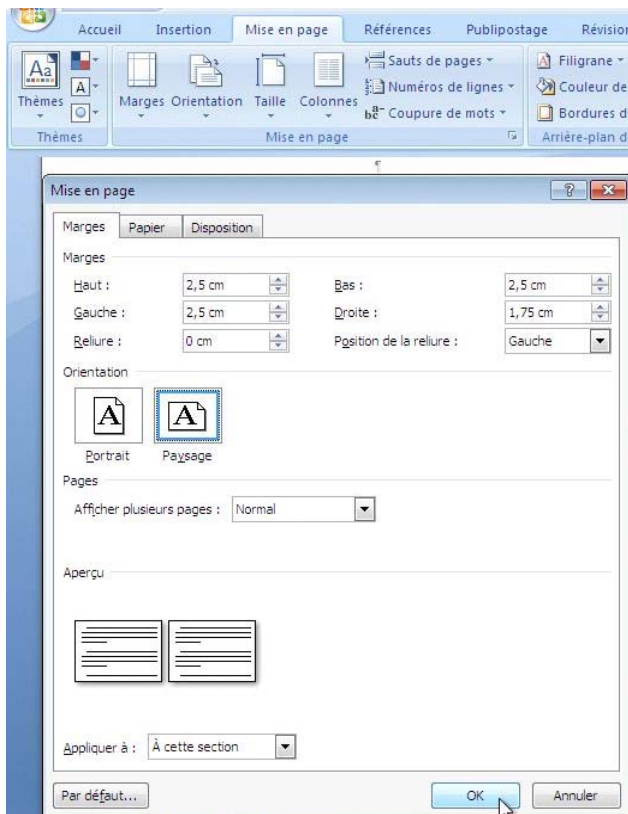 Accueil Insertion Mise en page Références Publipostage Révision
Aa Sauts de pages Filigrane
A Numéros de lignes Couleur de
Thèmes Marges Orientation Taille Colonnes Coupure de mots Bordures d
Thèmes Mise en page Arrière-plan d
Mise en page
Marges Papier Disposition
Marges
Haut : 2,5 cm Bas : 2,5 cm
Gauche : 2,5 cm Droite : 1,75 cm
Reliure : 0 cm Position de la reliure : Gauche
Orientation
A A
Portrait Paysage
Pages
Afficher plusieurs pages : Normal
Aperçu
Appliquer à : À cette section
Par défaut... OK Annuler